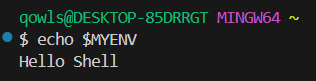 qowls@DESKTOP-85DRRGT MINGW64 ~
$ echo $MYENV
Hello Shell